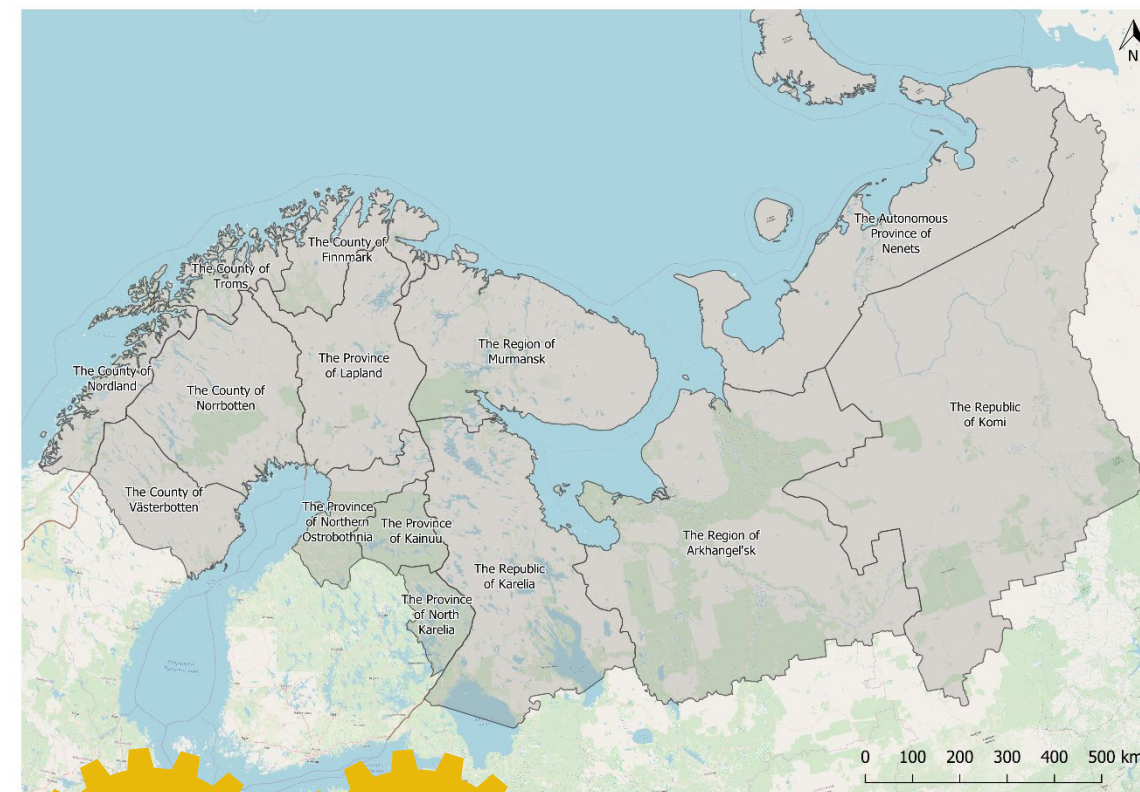 N
The County of
Finnmark
The County of
Troms
The Autonomous
Province of
Nenets
The County of
Nordland
The County of
Norrbotten
The Province
of Lapland
The Region of
Murmansk
The Republic
of Komi
The County of
Västerbotten
The Province
of Northern
Ostrobothnia
The Province
of Kainuu
The Region of
Arkhangel'sk
The Republic
of Karelia
The Province
of North
Karelia
0 100 200 300 400 500 km